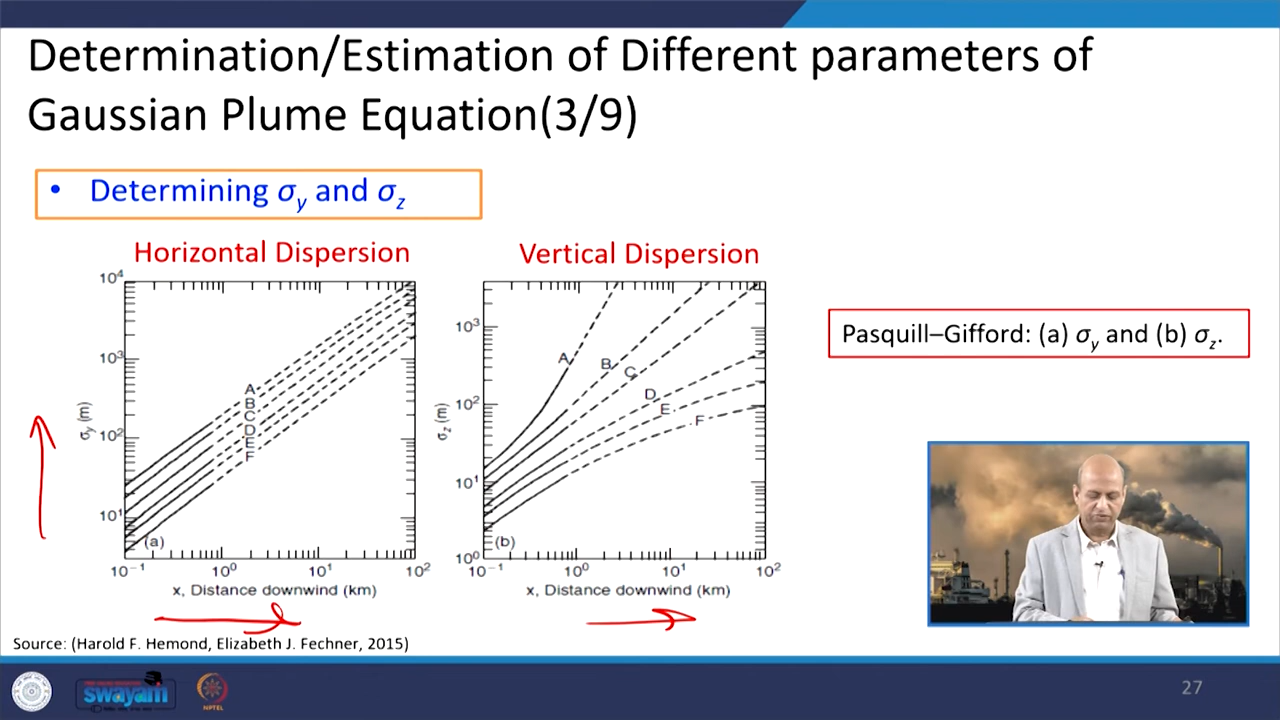 Determination/Estimation of Different parameters of
Gaussian Plume Equation(3/9)
• Determining σy and σz
Horizontal Dispersion
Vertical Dispersion
Pasquill–Gifford: (a) σy and (b) σz.
10⁴
10³
10²
10¹
σy (m)
A
B
C
D
E
F
(a)
10⁻¹ 10⁰ 10¹ 10²
x, Distance downwind (km)
10³
10²
10¹
10⁰
σz (m)
A
B
C
D
E
F
(b)
10⁻¹ 10⁰ 10¹ 10²
x, Distance downwind (km)
Source: (Harold F. Hemond, Elizabeth J. Fechner, 2015)
swayam
NPTEL
27